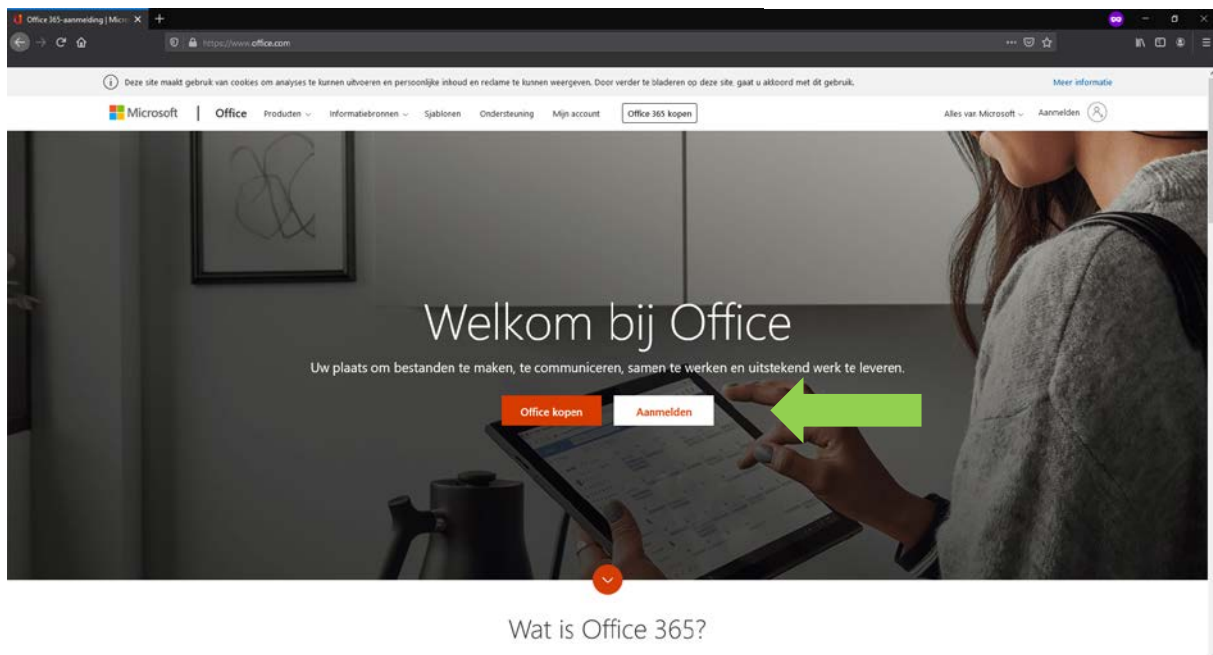 Office 365-aanmelding | Micro
https://www.office.com
Deze site maakt gebruik van cookies om analyses te kunnen uitvoeren en persoonlijke inhoud en reclame te kunnen weergeven. Door verder te bladeren op deze site, gaat u akkoord met dit gebruik.
Meer informatie
Microsoft | Office Producten Informatiebronnen Sjablonen Ondersteuning Mijn account Office 365 kopen Alles van Microsoft Aanmelden
Welkom bij Office
Uw plaats om bestanden te maken, te communiceren, samen te werken en uitstekend werk te leveren.
Office kopen Aanmelden
Wat is Office 365?